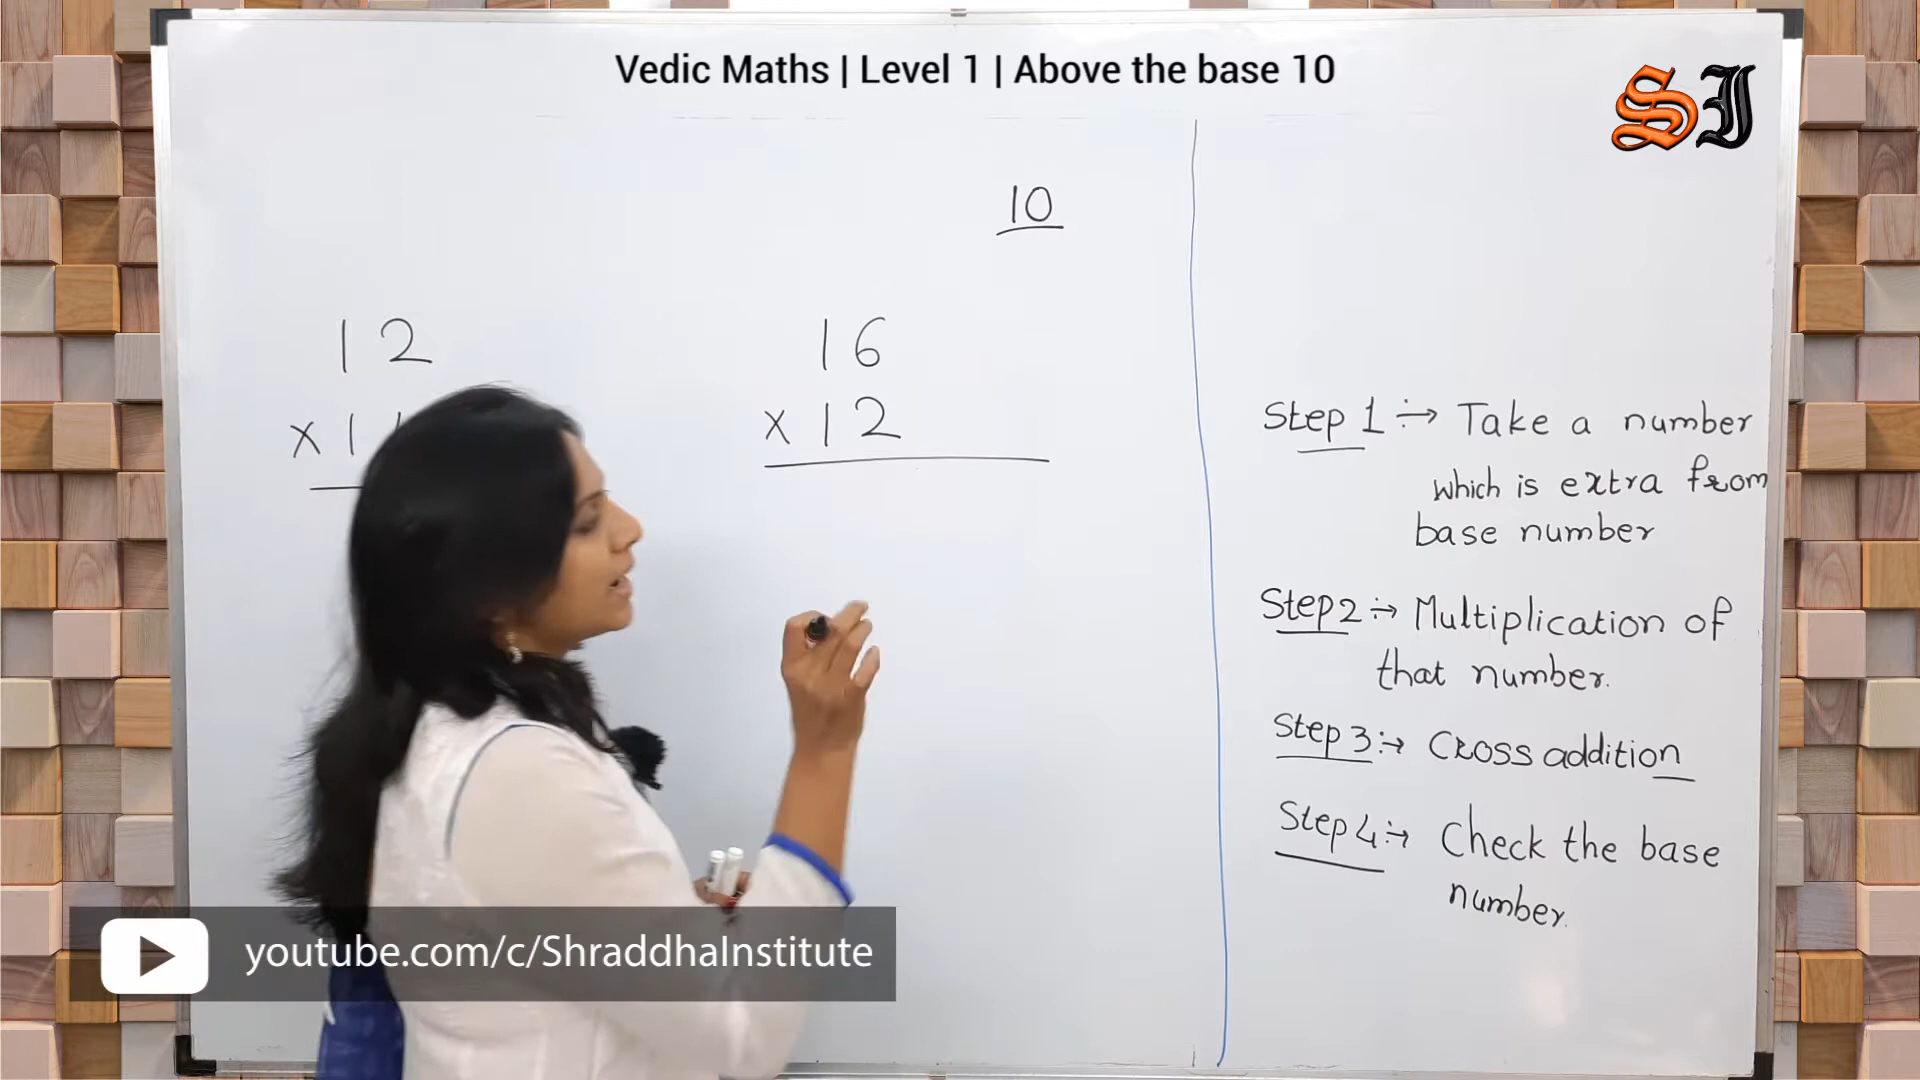 Vedic Maths | Level 1 | Above the base 10
SI
10
12
16
x 12
Step 1 ÷→ Take a number
which is extra from
base number
Step 2 ÷→ Multiplication of
that number.
Step 3 ÷→ Cross addition
Step 4 ÷→ Check the base
number.
youtube.com/c/ShraddhaInstitute